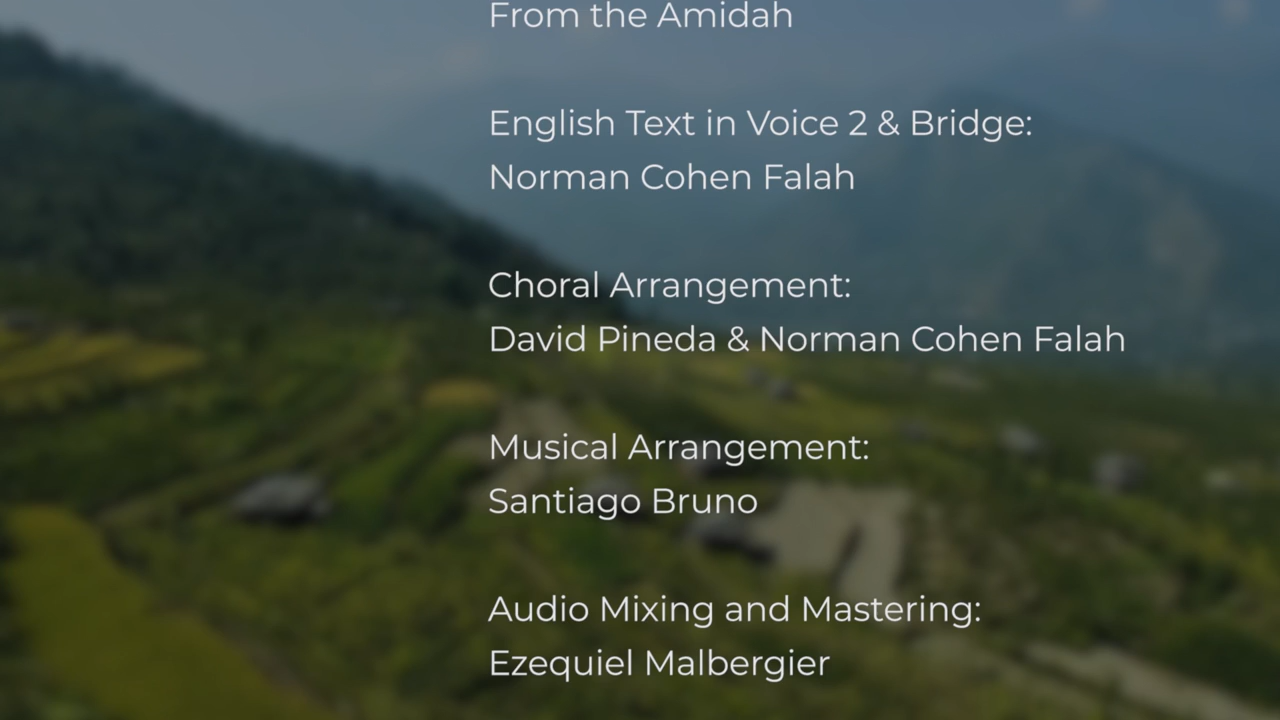 From the Amidah
English Text in Voice 2 & Bridge:
Norman Cohen Falah
Choral Arrangement:
David Pineda & Norman Cohen Falah
Musical Arrangement:
Santiago Bruno
Audio Mixing and Mastering:
Ezequiel Malbergier